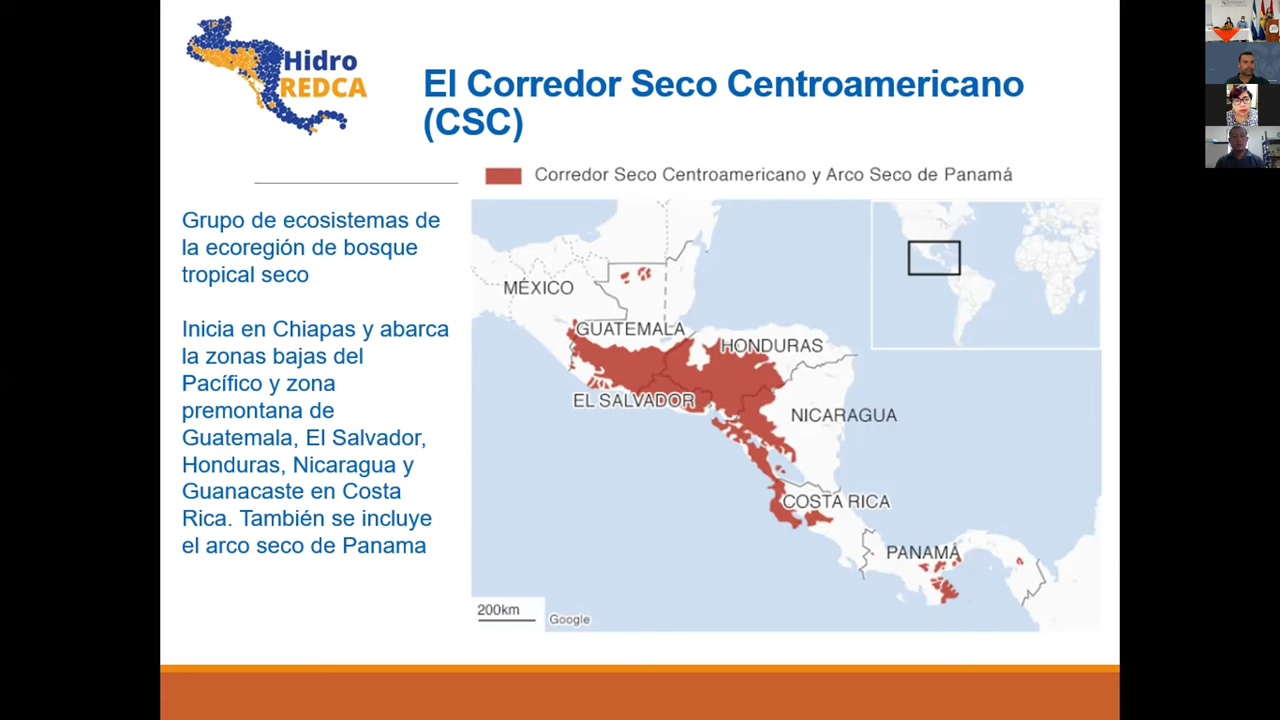 Hidro
REDCA
El Corredor Seco Centroamericano
(CSC)
Corredor Seco Centroamericano y Arco Seco de Panamá
Grupo de ecosistemas de
la ecoregión de bosque
tropical seco
Inicia en Chiapas y abarca
la zonas bajas del
Pacífico y zona
premontana de
Guatemala, El Salvador,
Honduras, Nicaragua y
Guanacaste en Costa
Rica. También se incluye
el arco seco de Panama
MÉXICO
GUATEMALA
HONDURAS
EL SALVADOR
NICARAGUA
COSTA RICA
PANAMÁ
200km
Google